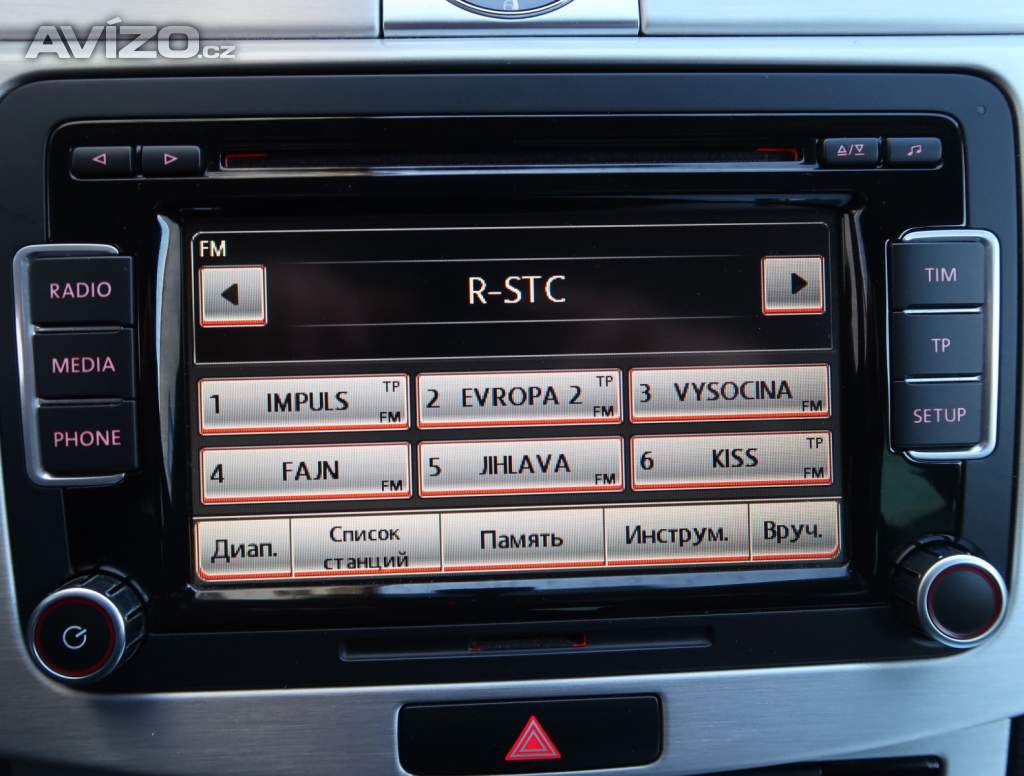 AVÍZO.cz
FM
R-STC
RADIO
MEDIA
PHONE
TIM
TP
SETUP
1 IMPULS TP FM
2 EVROPA 2 TP FM
3 VYSOCINA FM
4 FAJN FM
5 JIHLAVA FM
6 KISS TP FM
Диап.
Список
станций
Память
Инструм.
Вруч.